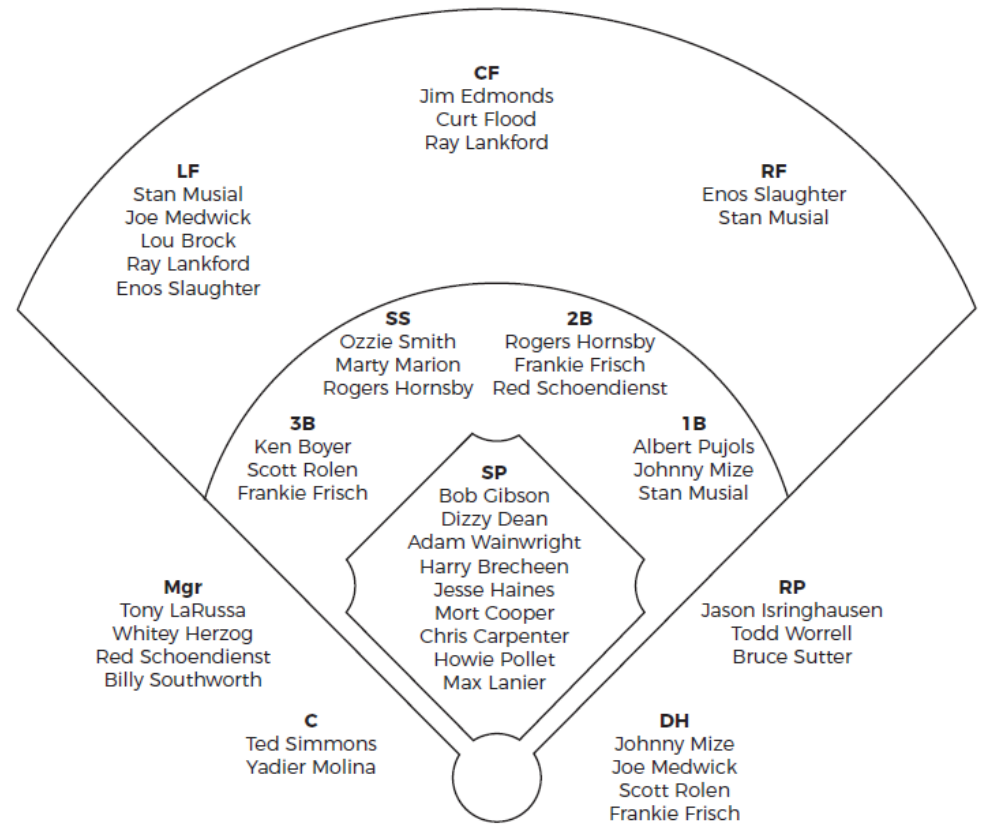 CF
Jim Edmonds
Curt Flood
Ray Lankford
LF
Stan Musial
Joe Medwick
Lou Brock
Ray Lankford
Enos Slaughter
RF
Enos Slaughter
Stan Musial
SS
Ozzie Smith
Marty Marion
Rogers Hornsby
2B
Rogers Hornsby
Frankie Frisch
Red Schoendienst
3B
Ken Boyer
Scott Rolen
Frankie Frisch
1B
Albert Pujols
Johnny Mize
Stan Musial
SP
Bob Gibson
Dizzy Dean
Adam Wainwright
Harry Brecheen
Jesse Haines
Mort Cooper
Chris Carpenter
Howie Pollet
Max Lanier
Mgr
Tony LaRussa
Whitey Herzog
Red Schoendienst
Billy Southworth
RP
Jason Isringhausen
Todd Worrell
Bruce Sutter
C
Ted Simmons
Yadier Molina
DH
Johnny Mize
Joe Medwick
Scott Rolen
Frankie Frisch